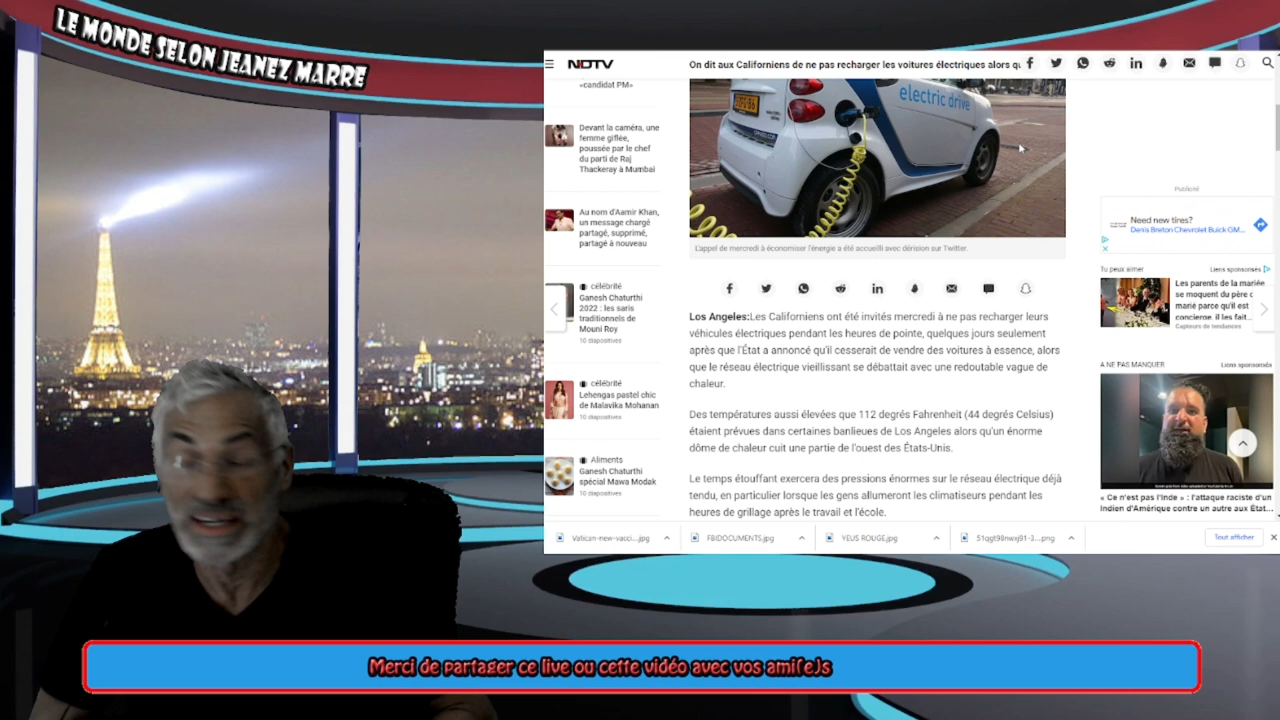 LE MONDE SELON JEANEZ MARRE
NDTV
On dit aux Californiens de ne pas recharger les voitures électriques alors qu
«candidat PM»
Devant la caméra, une
femme giflée,
poussée par le chef
du parti de Raj
Thackeray à Mumbai
Au nom d'Aamir Khan,
un message chargé
partagé, supprimé,
partagé à nouveau
célébrité
Ganesh Chaturthi
2022 : les saris
traditionnels de
Mouni Roy
10 diapositives
célébrité
Lehengas pastel chic
de Malavika Mohanan
10 diapositives
Aliments
Ganesh Chaturthi
spécial Mawa Modak
10 diapositives
electric drive
L'appel de mercredi à économiser l'énergie a été accueilli avec dérision sur Twitter.
Los Angeles:Les Californiens ont été invités mercredi à ne pas recharger leurs
véhicules électriques pendant les heures de pointe, quelques jours seulement
après que l'État a annoncé qu'il cesserait de vendre des voitures à essence, alors
que le réseau électrique vieillissant se débattait avec une redoutable vague de
chaleur.
Des températures aussi élevées que 112 degrés Fahrenheit (44 degrés Celsius)
étaient prévues dans certaines banlieues de Los Angeles alors qu'un énorme
dôme de chaleur cuit une partie de l'ouest des États-Unis.
Le temps étouffant exercera des pressions énormes sur le réseau électrique déjà
tendu, en particulier lorsque les gens allumeront les climatiseurs pendant les
heures de grillage après le travail et l'école.
Publicité
Need new tires?
Denis Breton Chevrolet Buick GM...
Tu peux aimer
Liens sponsorisés
Les parents de la mariée
se moquent du père du
marié parce qu'il est
concierge, il les fait...
Capteurs de tendances
A NE PAS MANQUER
Liens sponsorisés
« Ce n'est pas l'Inde » : l'attaque raciste d'un
Indien d'Amérique contre un autre aux État...
Vatican-new-vacci...jpg
FBIDOCUMENTS.jpg
YEUS ROUGE.jpg
51qgt98nwxj91-3...png
Tout afficher
Merci de partager ce live ou cette vidéo avec vos ami(e)s